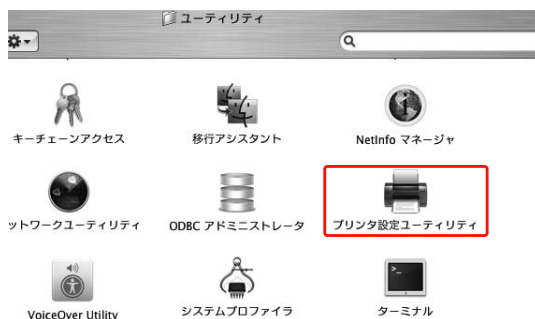 ユーティリティ
キーチェーンアクセス
移行アシスタント
NetInfo マネージャ
ットワークユーティリティ
ODBC アドミニストレータ
プリンタ設定ユーティリティ
VoiceOver Utility
システムプロファイラ
ターミナル